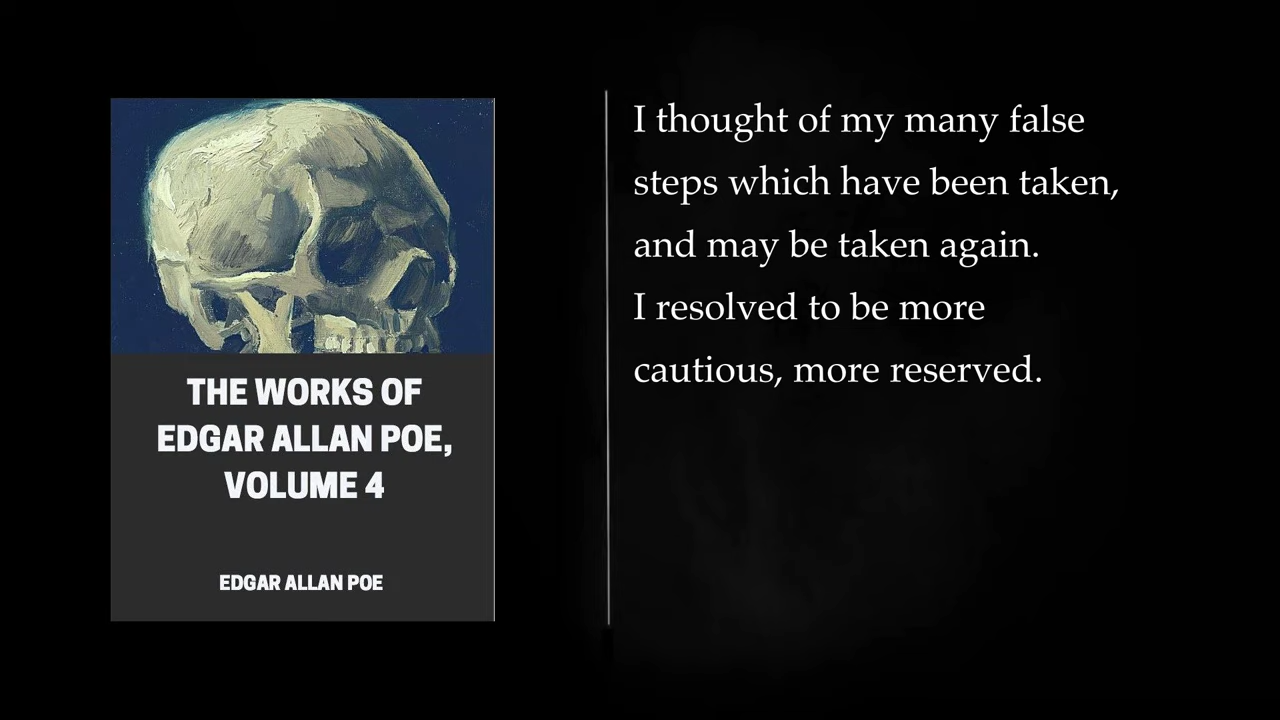 THE WORKS OF
EDGAR ALLAN POE,
VOLUME 4
EDGAR ALLAN POE
I thought of my many false
steps which have been taken,
and may be taken again.
I resolved to be more
cautious, more reserved.